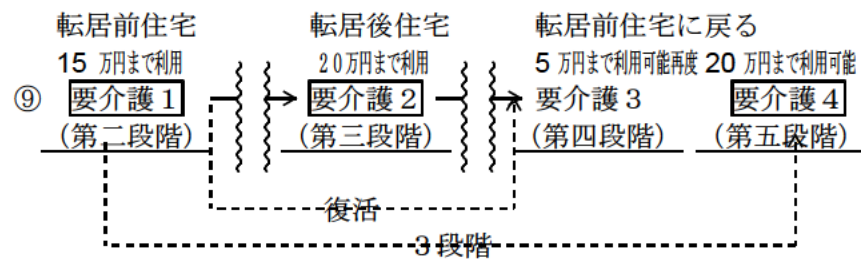 転居前住宅 転居後住宅 転居前住宅に戻る
15 万円まで利用 20万円まで利用 5 万円まで利用可能再度 20 万円まで利用可能
⑨ 要介護1 要介護2 要介護3 要介護4
(第二段階) (第三段階) (第四段階) (第五段階)
復活
3段階